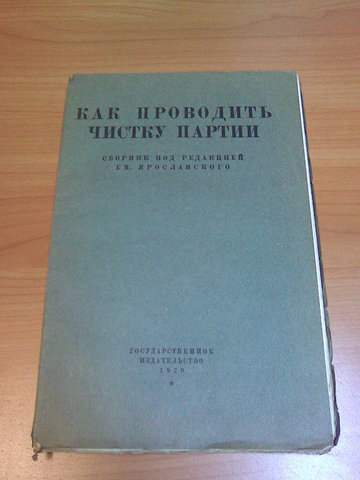 КАК ПРОВОДИТЬ
ЧИСТКУ ПАРТИИ
СБОРНИК ПОД РЕДАКЦИЕЙ
ЕМ. ЯРОСЛАВСКОГО
ГОСУДАРСТВЕННОЕ
ИЗДАТЕЛЬСТВО
1929